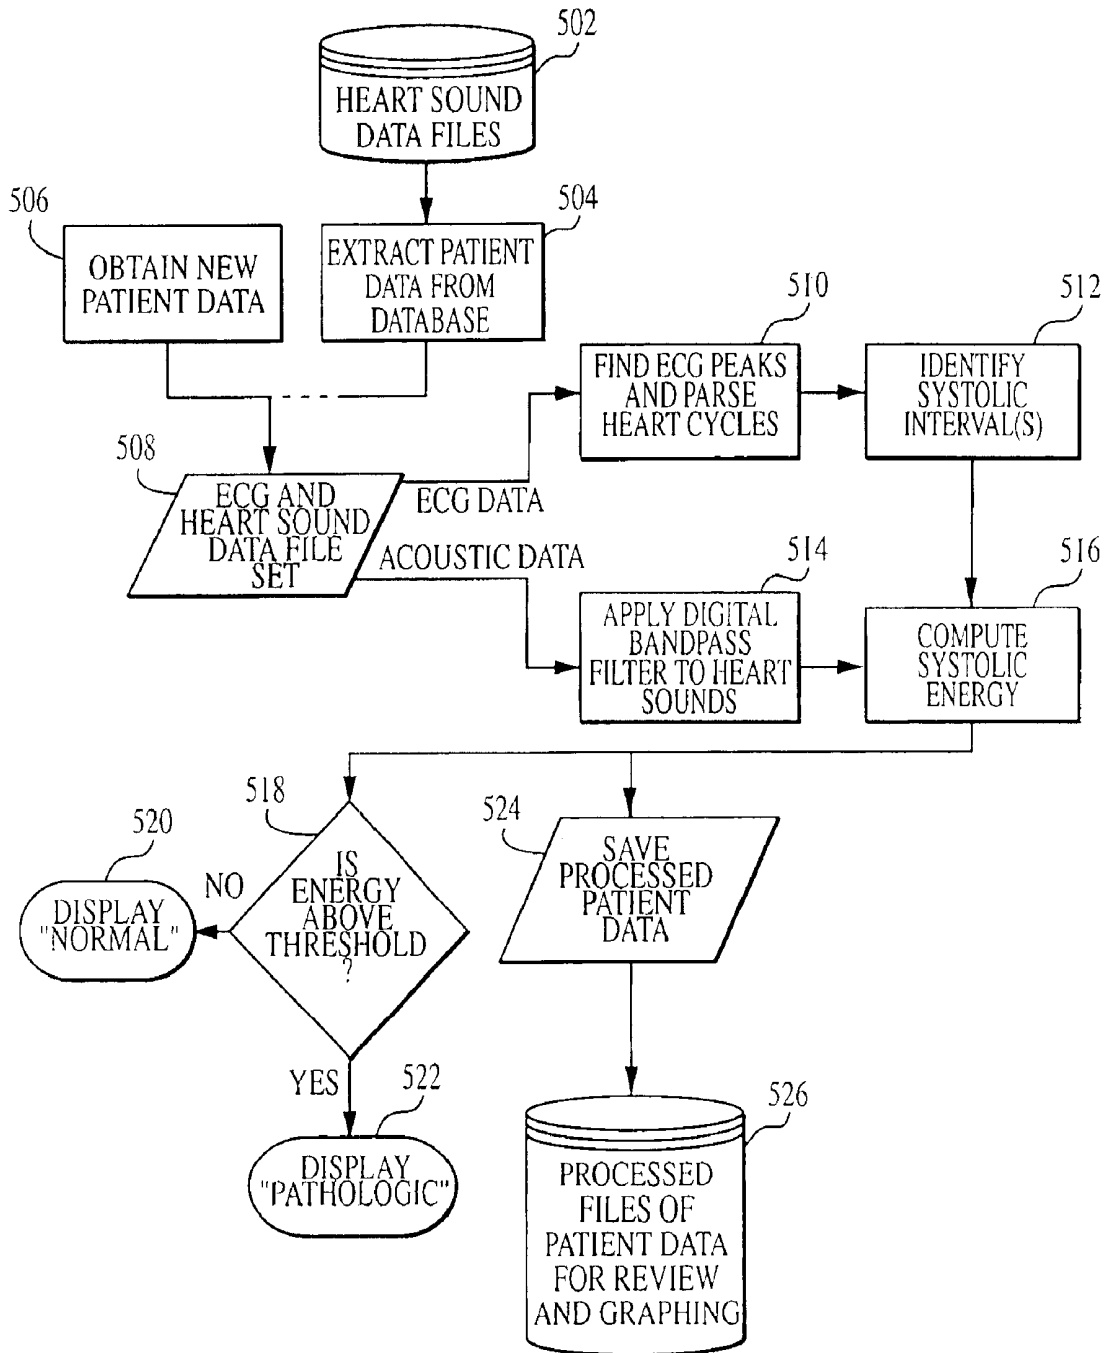 502
HEART SOUND
DATA FILES
506
504
OBTAIN NEW
PATIENT DATA
EXTRACT PATIENT
DATA FROM
DATABASE
510
512
FIND ECG PEAKS
AND PARSE
HEART CYCLES
IDENTIFY
SYSTOLIC
INTERVAL(S)
508
ECG AND
HEART SOUND
DATA FILE
SET
ECG DATA
ACOUSTIC DATA
514
516
APPLY DIGITAL
BANDPASS
FILTER TO HEART
SOUNDS
COMPUTE
SYSTOLIC
ENERGY
518
520
524
IS
ENERGY
ABOVE
THRESHOLD
?
NO
DISPLAY
"NORMAL"
SAVE
PROCESSED
PATIENT
DATA
YES
522
526
DISPLAY
"PATHOLOGIC"
PROCESSED
FILES OF
PATIENT DATA
FOR REVIEW
AND GRAPHING